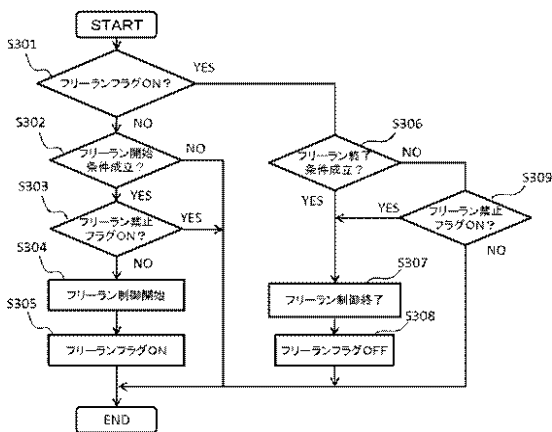 START
S301
フリーランフラグON?
YES
NO
S302
フリーラン開始
条件成立?
NO
YES
S303
フリーラン禁止
フラグON?
YES
NO
S304
フリーラン制御開始
S305
フリーランフラグON
END
S306
フリーラン終了
条件成立?
NO
YES
S309
フリーラン禁止
フラグON?
YES
NO
S307
フリーラン制御終了
S308
フリーランフラグOFF